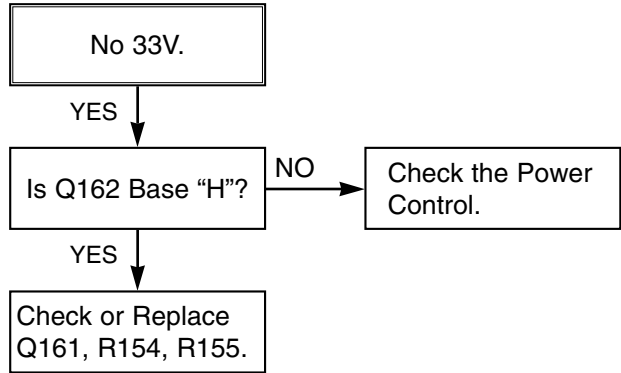 No 33V.
YES
Is Q162 Base “H”?
NO
Check the Power
Control.
YES
Check or Replace
Q161, R154, R155.